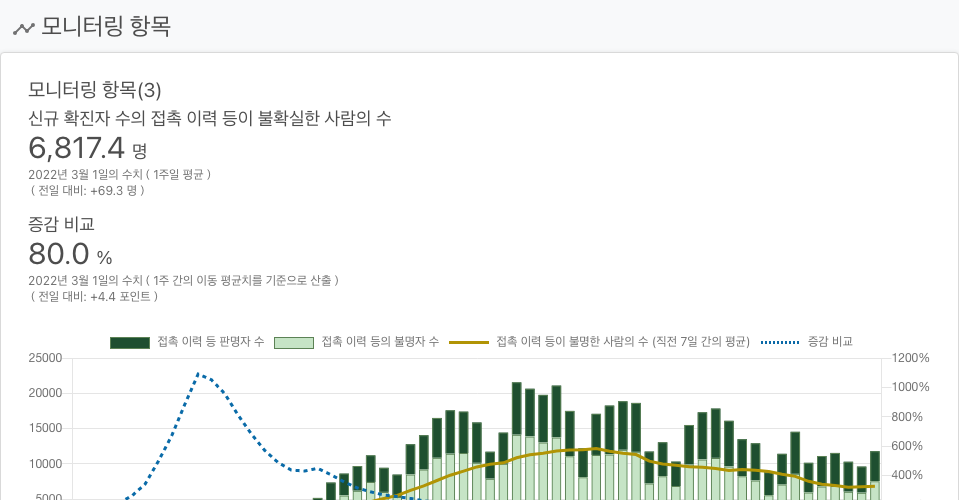 모니터링 항목
모니터링 항목(3)
신규 확진자 수의 접촉 이력 등이 불확실한 사람의 수
6,817.4 명
2022년 3월 1일의 수치 ( 1주일 평균 )
( 전일 대비: +69.3 명 )
증감 비교
80.0 %
2022년 3월 1일의 수치 ( 1주 간의 이동 평균치를 기준으로 산출 )
( 전일 대비: +4.4 포인트 )
접촉 이력 등 판명자 수 접촉 이력 등의 불명자 수 접촉 이력 등이 불명한 사람의 수 (직전 7일 간의 평균) 증감 비교
25000 1200%
20000 1000%
15000 800%
10000 600%
5000 400%